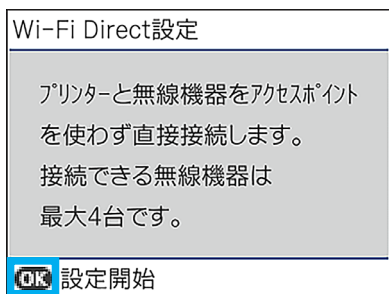 Wi-Fi Direct設定
ﾌﾟﾘﾝﾀｰと無線機器をｱｸｾｽﾎﾟｲﾝﾄ
を使わず直接接続します。
接続できる無線機器は
最大4台です。
OK 設定開始